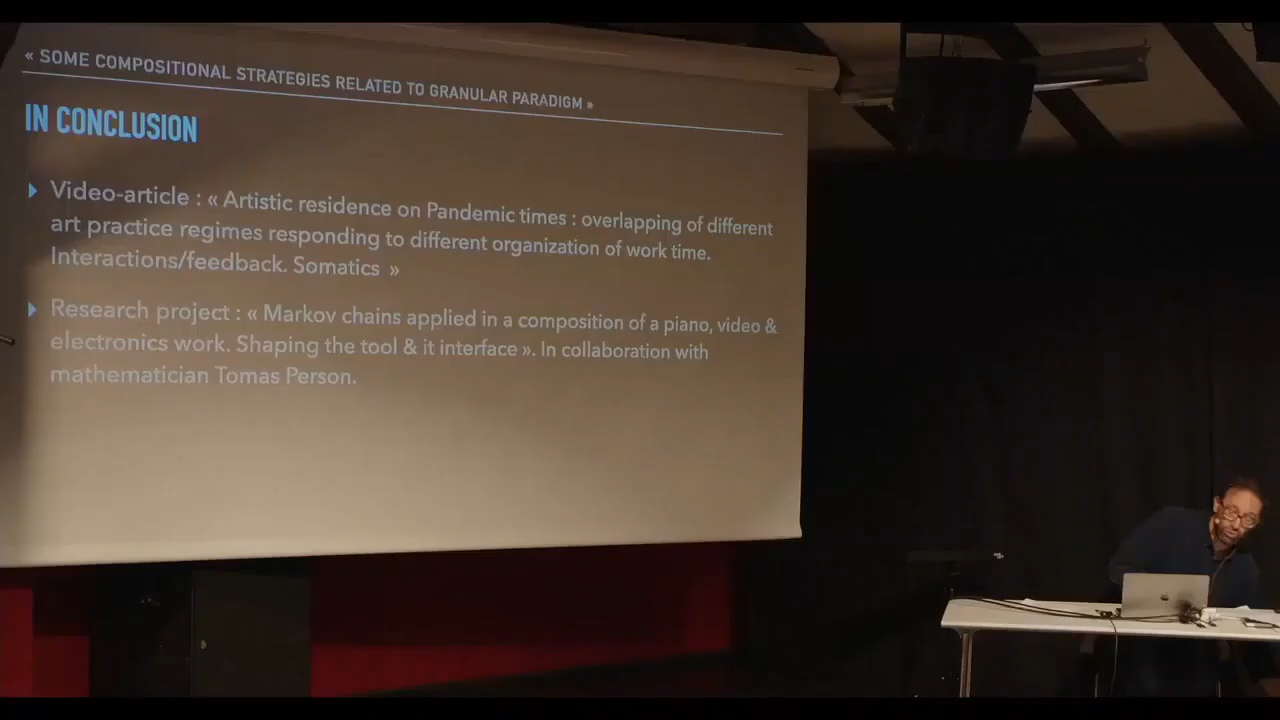 « SOME COMPOSITIONAL STRATEGIES RELATED TO GRANULAR PARADIGM »
IN CONCLUSION
Video-article : « Artistic residence on Pandemic times : overlapping of different
art practice regimes responding to different organization of work time.
Interactions/feedback. Somatics »
Research project : « Markov chains applied in a composition of a piano, video &
electronics work. Shaping the tool & it interface ». In collaboration with
mathematician Tomas Person.